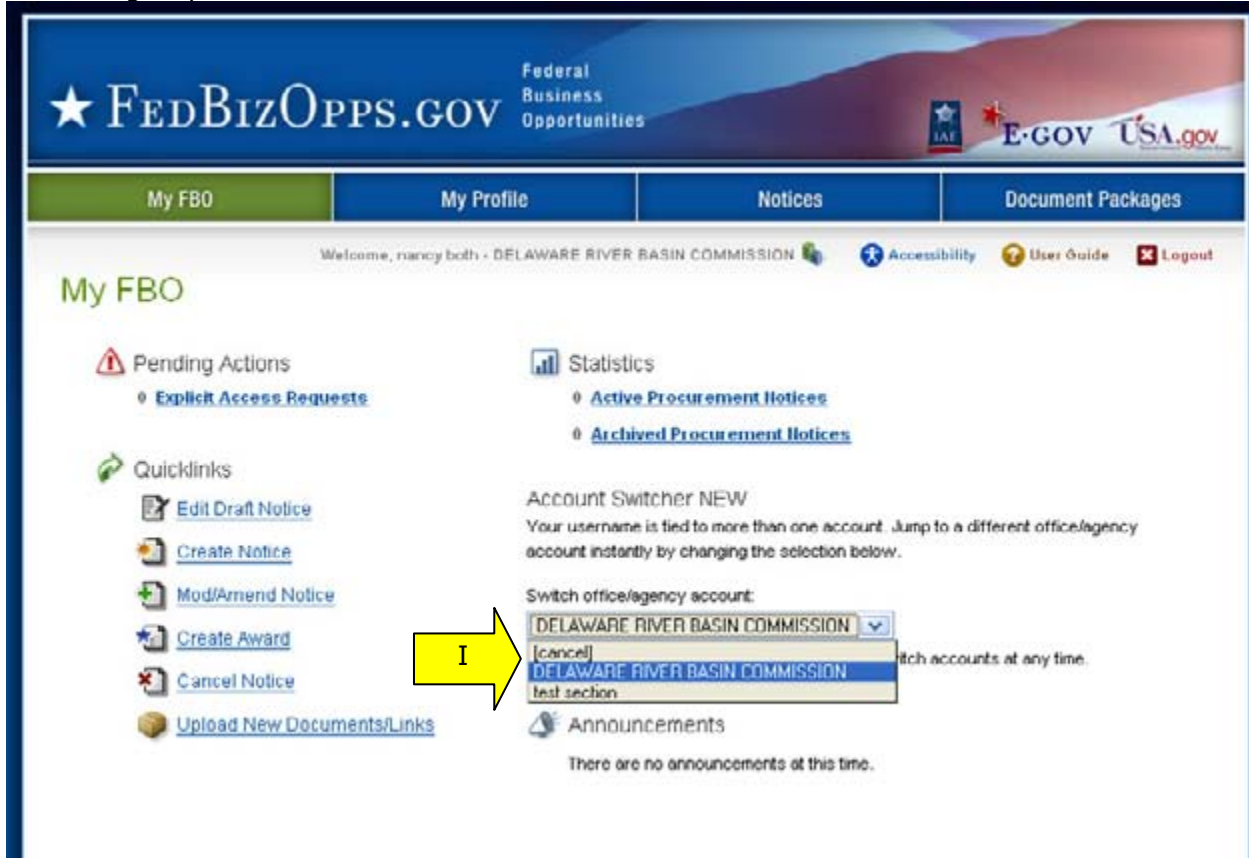 ★ FEDBIZOPPS.GOV
Federal
Business
Opportunities
IAE
E·GOV
USA.gov
My FBO
My Profile
Notices
Document Packages
Welcome, nancy both - DELAWARE RIVER BASIN COMMISSION
Accessibility
User Guide
Logout
My FBO
Pending Actions
0 Explicit Access Requests
Statistics
0 Active Procurement Notices
0 Archived Procurement Notices
Quicklinks
Edit Draft Notice
Create Notice
Mod/Amend Notice
Create Award
Cancel Notice
Upload New Documents/Links
Account Switcher NEW
Your username is tied to more than one account. Jump to a different office/agency
account instantly by changing the selection below.
Switch office/agency account:
DELAWARE RIVER BASIN COMMISSION
I
[cancel]
DELAWARE RIVER BASIN COMMISSION
test section
itch accounts at any time.
Announcements
There are no announcements at this time.